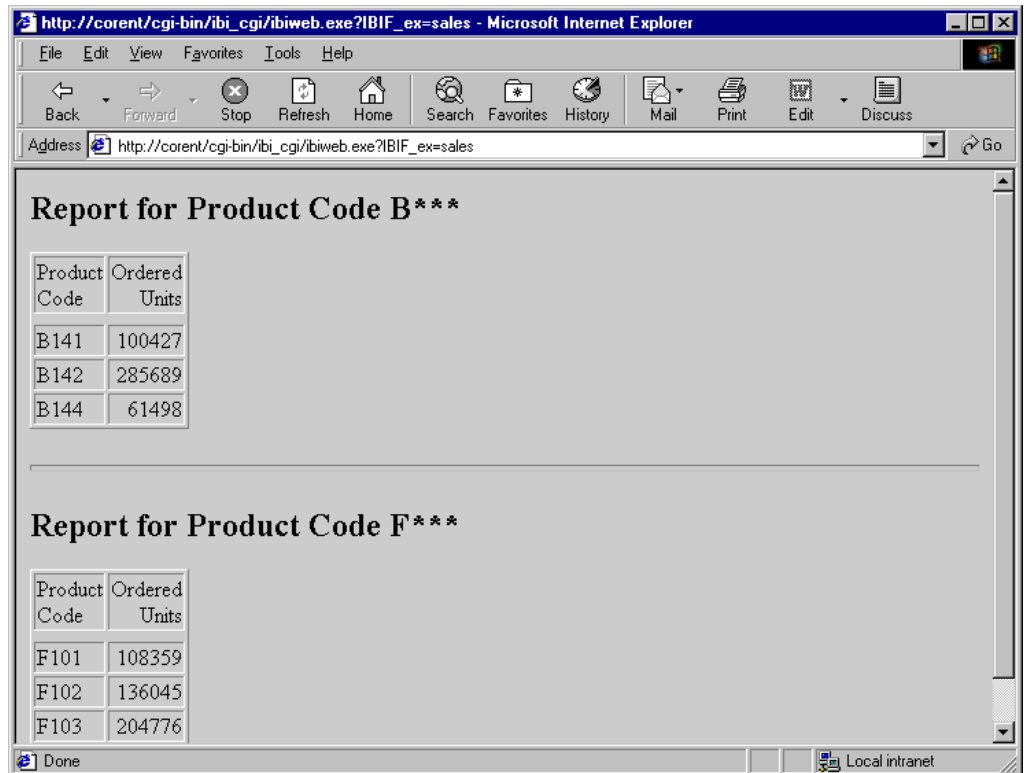 http://corent/cgi-bin/ibi_cgi/ibiweb.exe?IBIF_ex=sales - Microsoft Internet Explorer
File Edit View Favorites Tools Help
Back Forward Stop Refresh Home Search Favorites History Mail Print Edit Discuss
Address http://corent/cgi-bin/ibi_cgi/ibiweb.exe?IBIF_ex=sales Go
Report for Product Code B***
Product Ordered
Code Units
B141 100427
B142 285689
B144 61498
Report for Product Code F***
Product Ordered
Code Units
F101 108359
F102 136045
F103 204776
Done Local intranet